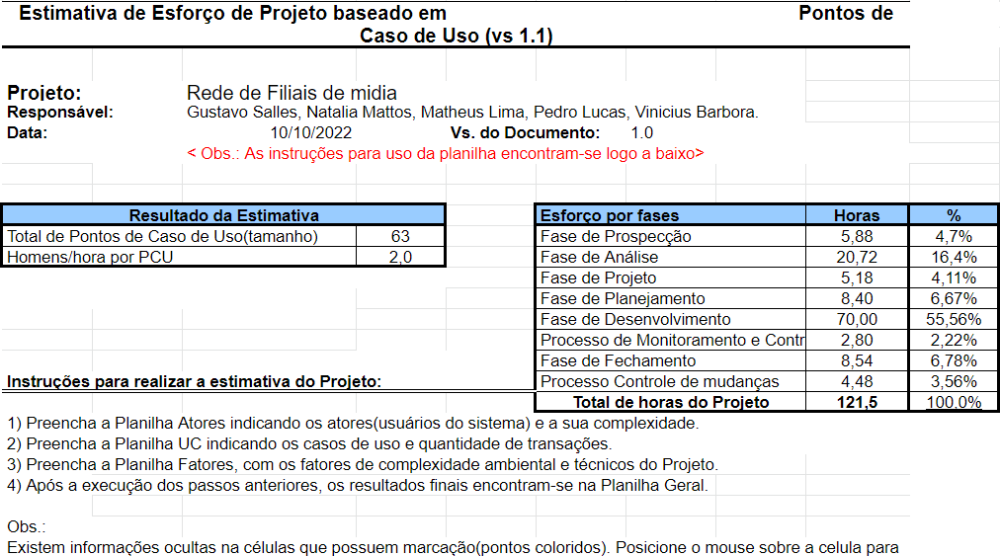 Estimativa de Esforço de Projeto baseado em Pontos de
Caso de Uso (vs 1.1)
Projeto: Rede de Filiais de midia
Responsável: Gustavo Salles, Natalia Mattos, Matheus Lima, Pedro Lucas, Vinicius Barbora.
Data: 10/10/2022 Vs. do Documento: 1.0
< Obs.: As instruções para uso da planilha encontram-se logo a baixo>
Resultado da Estimativa
Total de Pontos de Caso de Uso(tamanho) 63
Homens/hora por PCU 2,0
Esforço por fases Horas %
Fase de Prospecção 5,88 4,7%
Fase de Análise 20,72 16,4%
Fase de Projeto 5,18 4,11%
Fase de Planejamento 8,40 6,67%
Fase de Desenvolvimento 70,00 55,56%
Processo de Monitoramento e Contr 2,80 2,22%
Fase de Fechamento 8,54 6,78%
Processo Controle de mudanças 4,48 3,56%
Total de horas do Projeto 121,5 100,0%
Instruções para realizar a estimativa do Projeto:
1) Preencha a Planilha Atores indicando os atores(usuários do sistema) e a sua complexidade.
2) Preencha a Planilha UC indicando os casos de uso e quantidade de transações.
3) Preencha a Planilha Fatores, com os fatores de complexidade ambiental e técnicos do Projeto.
4) Após a execução dos passos anteriores, os resultados finais encontram-se na Planilha Geral.
Obs.:
Existem informações ocultas na células que possuem marcação(pontos coloridos). Posicione o mouse sobre a celula para